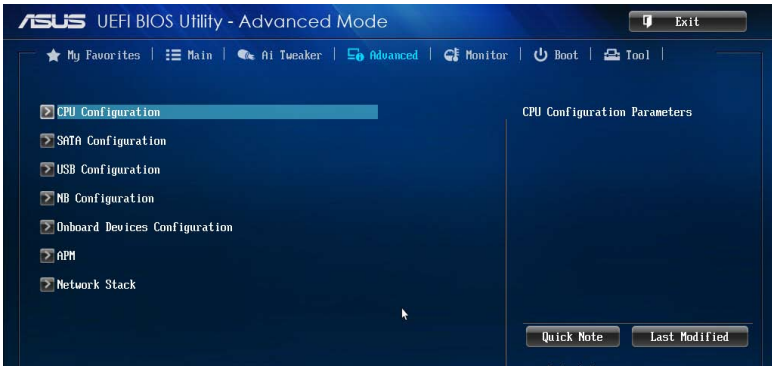 ASUS UEFI BIOS Utility - Advanced Mode
Exit
My Favorites | Main | Ai Tweaker | Advanced | Monitor | Boot | Tool |
CPU Configuration
CPU Configuration Parameters
SATA Configuration
USB Configuration
NB Configuration
Onboard Devices Configuration
APM
Network Stack
Quick Note
Last Modified